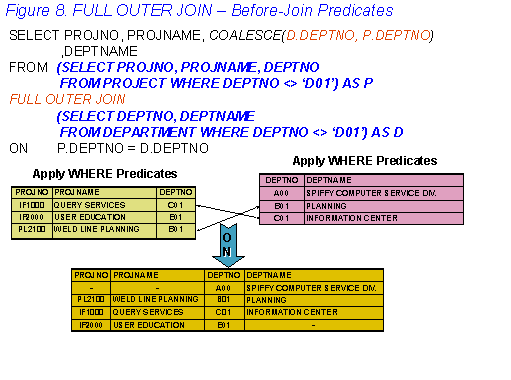 Figure 8. FULL OUTER JOIN – Before-Join Predicates
SELECT PROJNO, PROJNAME, COALESCE(D.DEPTNO, P.DEPTNO)
,DEPTNAME
FROM (SELECT PROJNO, PROJNAME, DEPTNO
FROM PROJECT WHERE DEPTNO <> ‘D01’) AS P
FULL OUTER JOIN
(SELECT DEPTNO, DEPTNAME
FROM DEPARTMENT WHERE DEPTNO <> ‘D01’) AS D
ON P.DEPTNO = D.DEPTNO
Apply WHERE Predicates
PROJNO PROJNAME DEPTNO
IF1000 QUERY SERVICES C01
IF2000 USER EDUCATION E01
PL2100 WELD LINE PLANNING B01
Apply WHERE Predicates
DEPTNO DEPTNAME
A00 SPIFFY COMPUTER SERVICE DIV.
B01 PLANNING
C01 INFORMATION CENTER
O
N
PROJNO PROJNAME DEPTNO DEPTNAME
– – A00 SPIFFY COMPUTER SERVICE DIV.
PL2100 WELD LINE PLANNING B01 PLANNING
IF1000 QUERY SERVICES C01 INFORMATION CENTER
IF2000 USER EDUCATION E01 –